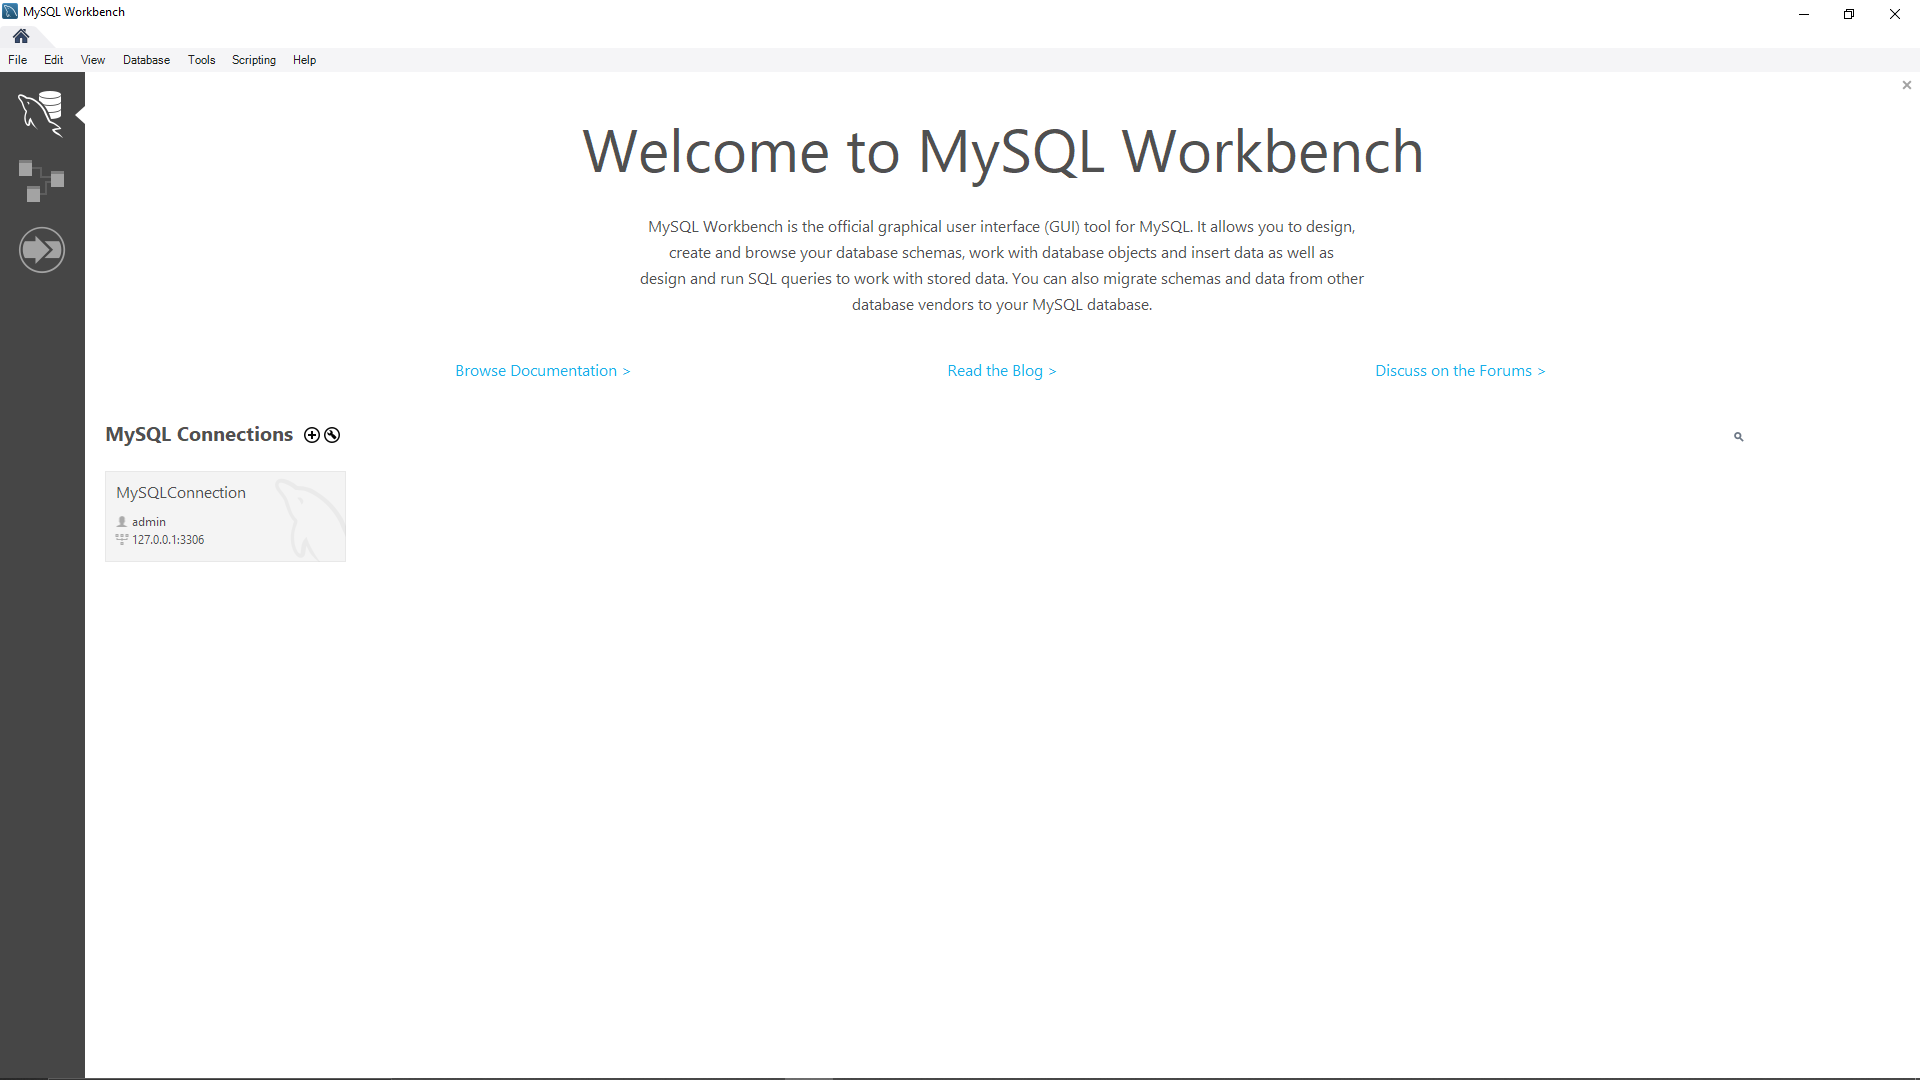 MySQL Workbench
File Edit View Database Tools Scripting Help
Welcome to MySQL Workbench
MySQL Workbench is the official graphical user interface (GUI) tool for MySQL. It allows you to design,
create and browse your database schemas, work with database objects and insert data as well as
design and run SQL queries to work with stored data. You can also migrate schemas and data from other
database vendors to your MySQL database.
Browse Documentation > Read the Blog > Discuss on the Forums >
MySQL Connections
MySQLConnection
admin
127.0.0.1:3306